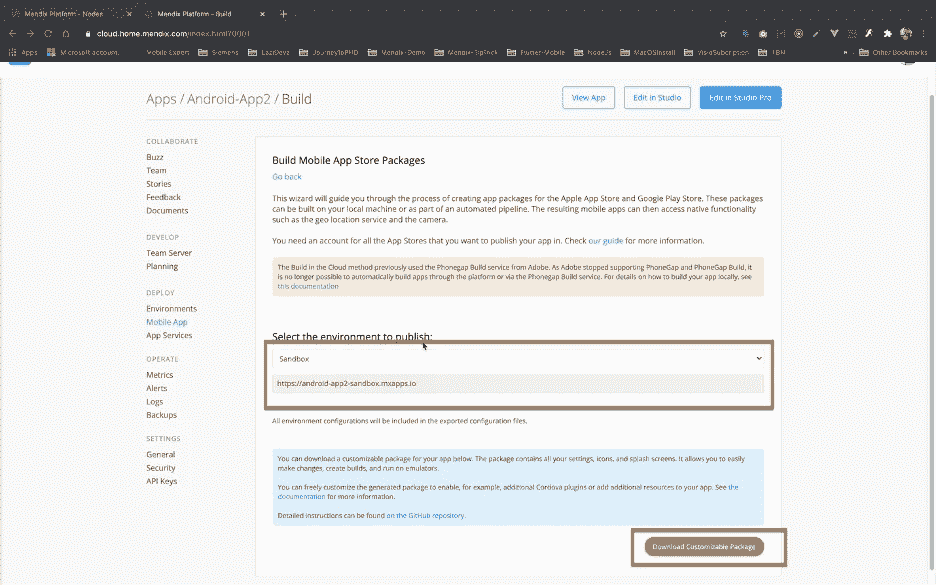 Mendix Platform - Nodes
Mendix Platform - Build
cloud.home.mendix.com/index.html
Apps
Microsoft account
Mobile Expert
Siemens
JourneyToPMD
Mendix-Demo
Flutter-Mobile
NodeJs
MacOSInstall
IBM
Other Bookmarks
Apps / Android-App2 / Build
View App
Edit in Studio
Edit in Studio Pro
COLLABORATE
Buzz
Team
Stories
Feedback
Documents
DEVELOP
Team Server
Planning
DEPLOY
Environments
Mobile App
App Services
OPERATE
Metrics
Alerts
Logs
Backups
SETTINGS
General
Security
API Keys
Build Mobile App Store Packages
Go back
This wizard will guide you through the process of creating app packages for the Apple App Store and Google Play Store. These packages
can be built on your local machine or as part of an automated pipeline. The resulting mobile apps can then access native functionality
such as the geo location service and the camera.
You need an account for all the App Stores that you want to publish your app in. Check our guide for more information.
The Build in the Cloud method previously used the Phonegap Build service from Adobe. As Adobe stopped supporting PhoneGap and PhoneGap Build, it
is no longer possible to automatically build apps through the platform or via the Phonegap Build service. For details on how to build your app locally, see
this documentation
Select the environment to publish:
Sandbox
https://android-app2-sandbox.mxapps.io
All environment configurations will be included in the exported configuration files.
You can download a customizable package for your app below. The package contains all your settings, icons, and splash screens. It allows you to easily
make changes, create builds, and run on emulators.
You can freely customize the generated package to enable, for example, additional Cordova plugins or add additional resources to your app. See the
documentation for more information.
Detailed instructions can be found on the GitHub repository.
Download Customizable Package